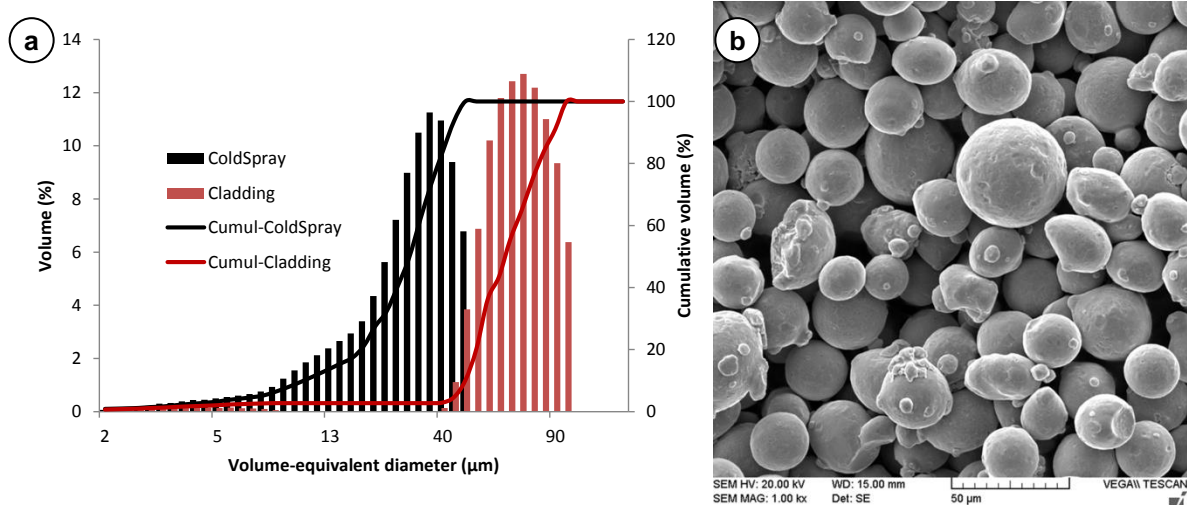 a
14
12
10
8
6
4
2
0
Volume (%)
ColdSpray
Cladding
Cumul-ColdSpray
Cumul-Cladding
120
100
80
60
40
20
0
Cumulative volume (%)
2 5 13 40 90
Volume-equivalent diameter (µm)
b
SEM HV: 20.00 kV WD: 15.00 mm VEGA\\ TESCAN
SEM MAG: 1.00 kx Det: SE 50 µm